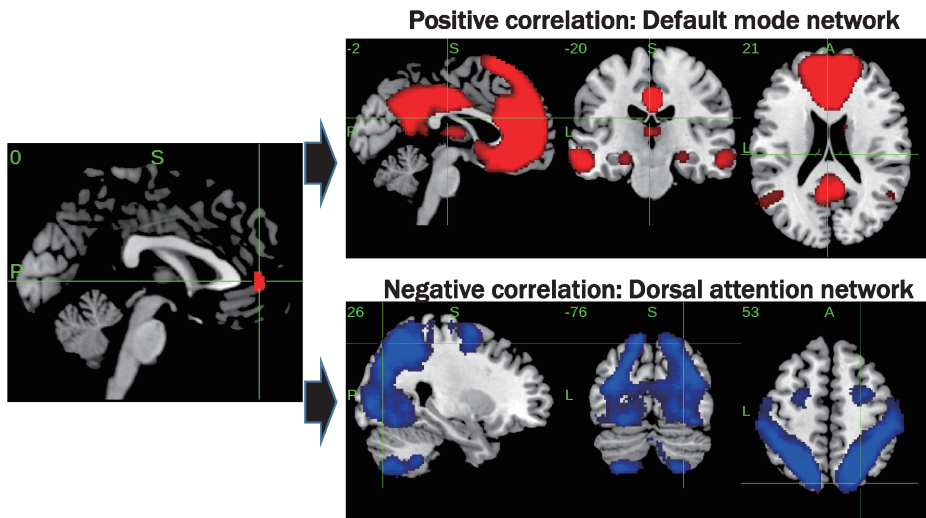 Positive correlation: Default mode network
-2 S -20 S 21 A
P L L
0 S
P
Negative correlation: Dorsal attention network
26 S -76 S 53 A
P L L